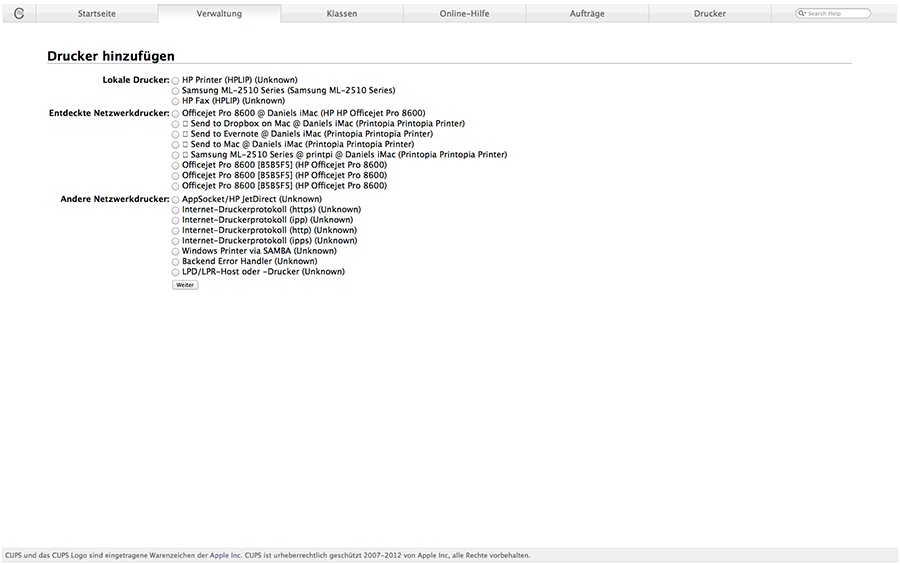 Startseite Verwaltung Klassen Online-Hilfe Aufträge Drucker Search Help
Drucker hinzufügen
Lokale Drucker: HP Printer (HPLIP) (Unknown)
Samsung ML-2510 Series (Samsung ML-2510 Series)
HP Fax (HPLIP) (Unknown)
Entdeckte Netzwerkdrucker: Officejet Pro 8600 @ Daniels iMac (HP HP Officejet Pro 8600)
Send to Dropbox on Mac @ Daniels iMac (Printopia Printopia Printer)
Send to Evernote @ Daniels iMac (Printopia Printopia Printer)
Send to Mac @ Daniels iMac (Printopia Printopia Printer)
Samsung ML-2510 Series @ printpi @ Daniels iMac (Printopia Printopia Printer)
Officejet Pro 8600 [B5B5F5] (HP Officejet Pro 8600)
Officejet Pro 8600 [B5B5F5] (HP Officejet Pro 8600)
Officejet Pro 8600 [B5B5F5] (HP Officejet Pro 8600)
Andere Netzwerkdrucker: AppSocket/HP JetDirect (Unknown)
Internet-Druckerprotokoll (https) (Unknown)
Internet-Druckerprotokoll (ipp) (Unknown)
Internet-Druckerprotokoll (http) (Unknown)
Internet-Druckerprotokoll (ipps) (Unknown)
Windows Printer via SAMBA (Unknown)
Backend Error Handler (Unknown)
LPD/LPR-Host oder -Drucker (Unknown)
Weiter
CUPS und das CUPS Logo sind eingetragene Warenzeichen der Apple Inc. CUPS ist urheberrechtlich geschützt 2007-2012 von Apple Inc, alle Rechte vorbehalten.